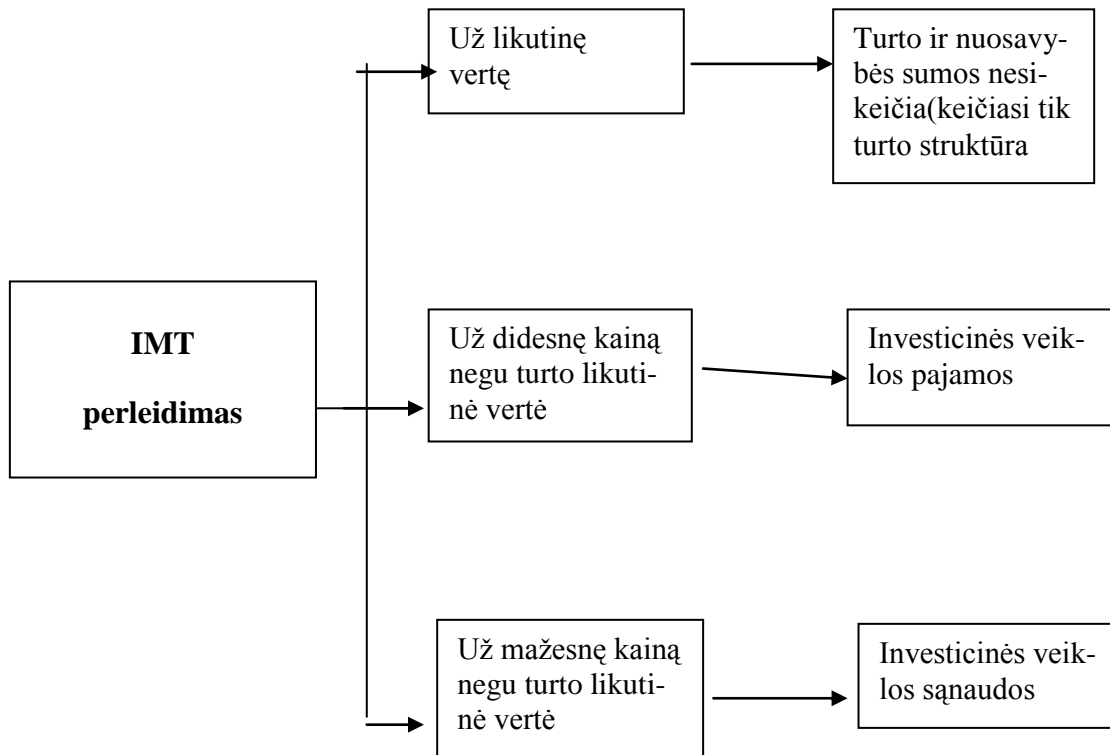 Už likutinę
vertę
Turto ir nuosavy-
bės sumos nesi-
keičia(keičiasi tik
turto struktūra
IMT
perleidimas
Už didesnę kainą
negu turto likuti-
nė vertė
Investicinės veik-
los pajamos
Už mažesnę kainą
negu turto likuti-
nė vertė
Investicinės veik-
los sąnaudos